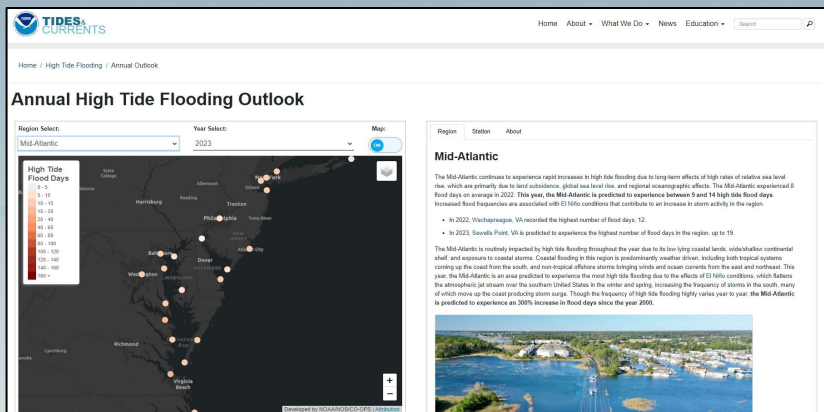 NOAA
TIDES&
CURRENTS
Home About What We Do News Education Search
Home / High Tide Flooding / Annual Outlook
Annual High Tide Flooding Outlook
Region Select: Year Select: Map:
Mid-Atlantic 2023 ON
High Tide
Flood Days
0 - 5
5 - 10
10 - 15
15 - 20
20 - 40
40 - 60
60 - 80
80 - 100
100 - 120
120 - 140
140 - 160
160 +
State
College
Harrisburg
Reading
Allentown
Edison
New York
Trenton
Philadelphia
Toms River
NEW
JERSEY
Atlantic City
Baltimore
Dover
DELAWARE
Washington
MARYLAND
Richmond
Lynchburg
Virginia
Beach
+
−
Developed by NOAA/NOS/CO-OPS | Attribution
Region Station About
Mid-Atlantic
The Mid-Atlantic continues to experience rapid increases in high tide flooding due to long-term effects of high rates of relative sea level
rise, which are primarily due to land subsidence, global sea level rise, and regional oceanographic effects. The Mid-Atlantic experienced 8
flood days on average in 2022. This year, the Mid-Atlantic is predicted to experience between 9 and 14 high tide flood days.
Increased flood frequencies are associated with El Niño conditions that contribute to an increase in storm activity in the region.
• In 2022, Wachapreague, VA recorded the highest number of flood days, 12.
• In 2023, Sewells Point, VA is predicted to experience the highest number of flood days in the region, up to 19.
The Mid-Atlantic is routinely impacted by high tide flooding throughout the year due to its low lying coastal lands, wide/shallow continental
shelf, and exposure to coastal storms. Coastal flooding in this region is predominantly weather driven, including both tropical systems
coming up the coast from the south, and non-tropical offshore storms bringing winds and ocean currents from the east and northeast. This
year, the Mid-Atlantic is an area predicted to experience the most high tide flooding due to the effects of El Niño conditions, which flattens
the atmospheric jet stream over the southern United States in the winter and spring, increasing the frequency of storms in the south, many
of which move up the coast producing storm surge. Though the frequency of high tide flooding highly varies year to year, the Mid-Atlantic
is predicted to experience an 300% increase in flood days since the year 2000.